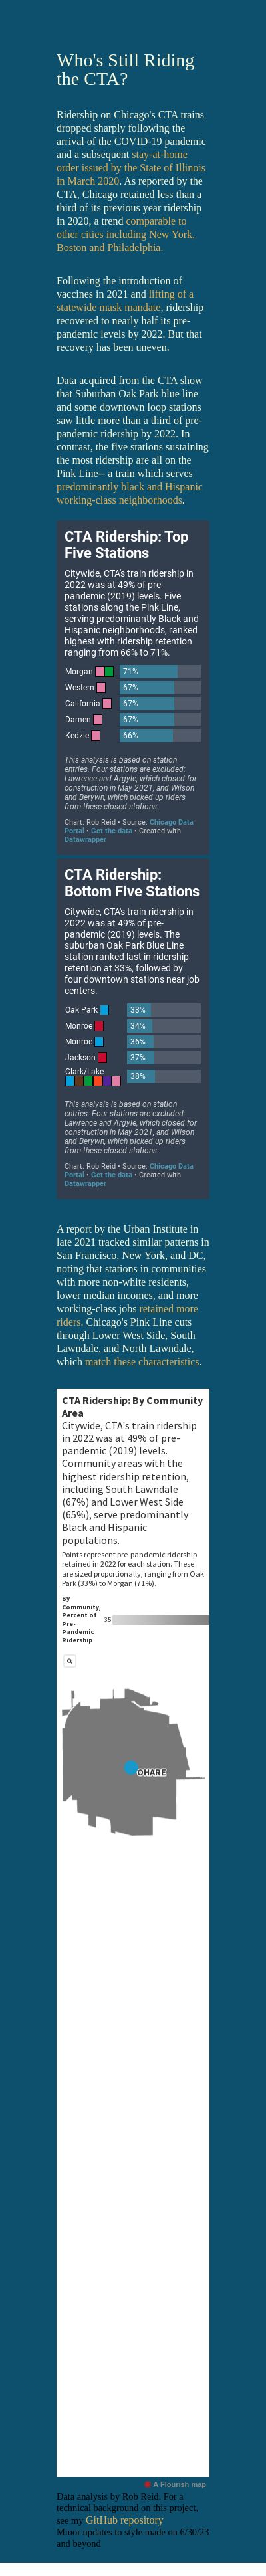 Who's Still Riding
the CTA?
Ridership on Chicago's CTA trains
dropped sharply following the
arrival of the COVID-19 pandemic
and a subsequent stay-at-home
order issued by the State of Illinois
in March 2020. As reported by the
CTA, Chicago retained less than a
third of its previous year ridership
in 2020, a trend comparable to
other cities including New York,
Boston and Philadelphia.
Following the introduction of
vaccines in 2021 and lifting of a
statewide mask mandate, ridership
recovered to nearly half its pre-
pandemic levels by 2022. But that
recovery has been uneven.
Data acquired from the CTA show
that Suburban Oak Park blue line
and some downtown loop stations
saw little more than a third of pre-
pandemic ridership by 2022. In
contrast, the five stations sustaining
the most ridership are all on the
Pink Line-- a train which serves
predominantly black and Hispanic
working-class neighborhoods.
CTA Ridership: Top
Five Stations
Citywide, CTA's train ridership in
2022 was at 49% of pre-
pandemic (2019) levels. Five
stations along the Pink Line,
serving predominantly Black and
Hispanic neighborhoods, ranked
highest with ridership retention
ranging from 66% to 71%.
Morgan 71%
Western 67%
California 67%
Damen 67%
Kedzie 66%
This analysis is based on station
entries. Four stations are excluded:
Lawrence and Argyle, which closed for
construction in May 2021, and Wilson
and Berywn, which picked up riders
from these closed stations.
Chart: Rob Reid • Source: Chicago Data
Portal • Get the data • Created with
Datawrapper
CTA Ridership:
Bottom Five Stations
Citywide, CTA's train ridership in
2022 was at 49% of pre-
pandemic (2019) levels. The
suburban Oak Park Blue Line
station ranked last in ridership
retention at 33%, followed by
four downtown stations near job
centers.
Oak Park 33%
Monroe 34%
Monroe 36%
Jackson 37%
Clark/Lake 38%
This analysis is based on station
entries. Four stations are excluded:
Lawrence and Argyle, which closed for
construction in May 2021, and Wilson
and Berywn, which picked up riders
from these closed stations.
Chart: Rob Reid • Source: Chicago Data
Portal • Get the data • Created with
Datawrapper
A report by the Urban Institute in
late 2021 tracked similar patterns in
San Francisco, New York, and DC,
noting that stations in communities
with more non-white residents,
lower median incomes, and more
working-class jobs retained more
riders. Chicago's Pink Line cuts
through Lower West Side, South
Lawndale, and North Lawndale,
which match these characteristics.
CTA Ridership: By Community
Area
Citywide, CTA's train ridership
in 2022 was at 49% of pre-
pandemic (2019) levels.
Community areas with the
highest ridership retention,
including South Lawndale
(67%) and Lower West Side
(65%), serve predominantly
Black and Hispanic
populations.
Points represent pre-pandemic ridership
retained in 2022 for each station. These
are sized proportionally, ranging from Oak
Park (33%) to Morgan (71%).
By
Community,
Percent of
Pre-
Pandemic
Ridership
35
OHARE
A Flourish map
Data analysis by Rob Reid. For a
technical background on this project,
see my GitHub repository
Minor updates to style made on 6/30/23
and beyond